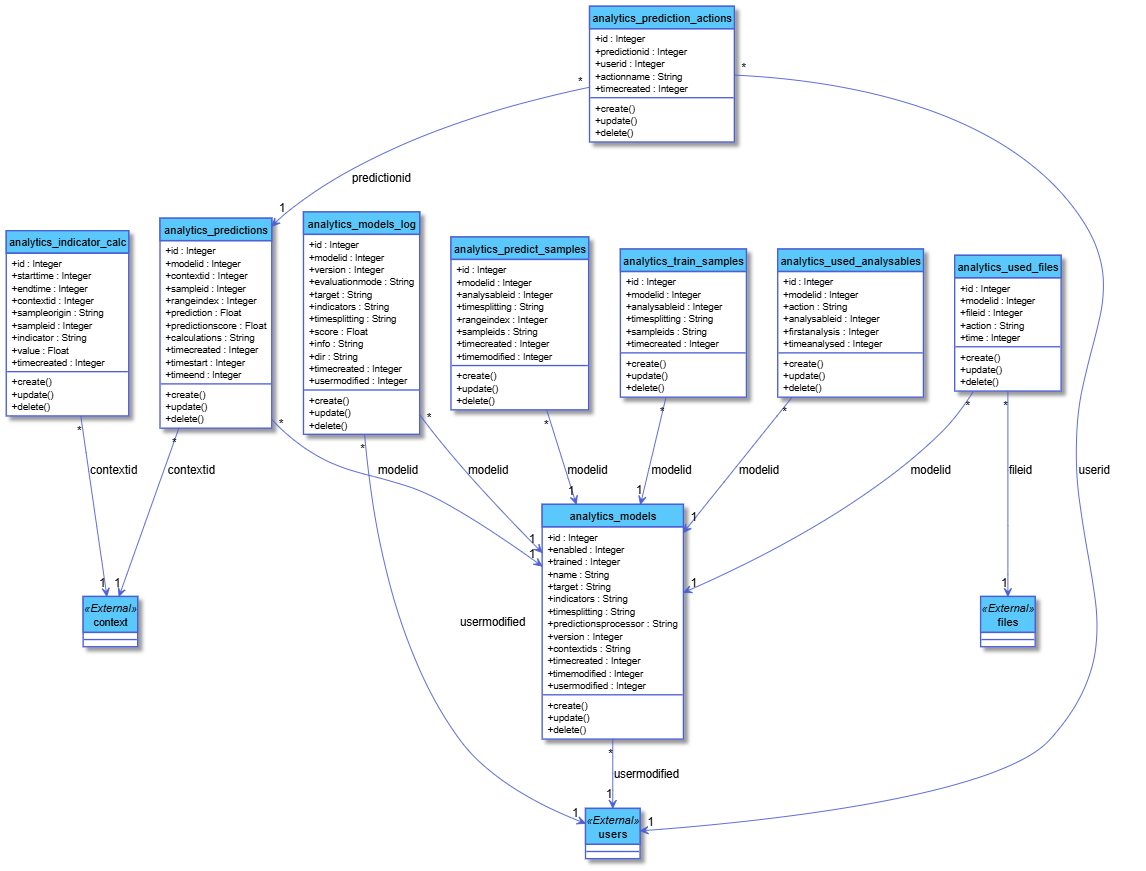 analytics_prediction_actions
+id : Integer
+predictionid : Integer
+userid : Integer
+actionname : String
+timecreated : Integer
+create()
+update()
+delete()
*
*
predictionid
1
analytics_indicator_calc
+id : Integer
+starttime : Integer
+endtime : Integer
+contextid : Integer
+sampleorigin : String
+sampleid : Integer
+indicator : String
+value : Float
+timecreated : Integer
+create()
+update()
+delete()
analytics_predictions
+id : Integer
+modelid : Integer
+contextid : Integer
+sampleid : Integer
+rangeindex : Integer
+prediction : Float
+predictionscore : Float
+calculations : String
+timecreated : Integer
+timestart : Integer
+timeend : Integer
+create()
+update()
+delete()
analytics_models_log
+id : Integer
+modelid : Integer
+version : Integer
+evaluationmode : String
+target : String
+indicators : String
+timesplitting : String
+score : Float
+info : String
+dir : String
+timecreated : Integer
+usermodified : Integer
+create()
+update()
+delete()
analytics_predict_samples
+id : Integer
+modelid : Integer
+analysableid : Integer
+timesplitting : String
+rangeindex : Integer
+sampleids : String
+timecreated : Integer
+timemodified : Integer
+create()
+update()
+delete()
analytics_train_samples
+id : Integer
+modelid : Integer
+analysableid : Integer
+timesplitting : String
+sampleids : String
+timecreated : Integer
+create()
+update()
+delete()
analytics_used_analysables
+id : Integer
+modelid : Integer
+action : String
+analysableid : Integer
+firstanalysis : Integer
+timeanalysed : Integer
+create()
+update()
+delete()
analytics_used_files
+id : Integer
+modelid : Integer
+fileid : Integer
+action : String
+time : Integer
+create()
+update()
+delete()
*
*
*
*
*
*
*
*
*
*
contextid
contextid
modelid
modelid
modelid
modelid
modelid
modelid
fileid
userid
1
1
1
1
1
1
1
1
1
analytics_models
+id : Integer
+enabled : Integer
+trained : Integer
+name : String
+target : String
+indicators : String
+timesplitting : String
+predictionsprocessor : String
+version : Integer
+contextids : String
+timecreated : Integer
+timemodified : Integer
+usermodified : Integer
+create()
+update()
+delete()
«External»
context
«External»
files
usermodified
*
usermodified
1
1
1
«External»
users